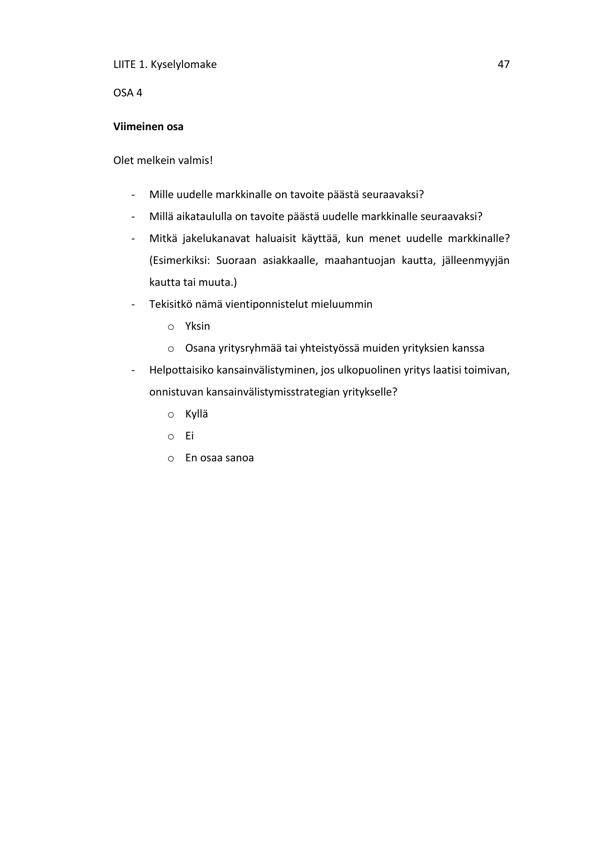 LIITE 1. Kyselylomake 47
OSA 4
Viimeinen osa
Olet melkein valmis!
- Mille uudelle markkinalle on tavoite päästä seuraavaksi?
- Millä aikataululla on tavoite päästä uudelle markkinalle seuraavaksi?
- Mitkä jakelukanavat haluaisit käyttää, kun menet uudelle markkinalle?
(Esimerkiksi: Suoraan asiakkaalle, maahantuojan kautta, jälleenmyyjän
kautta tai muuta.)
- Tekisitkö nämä vientiponnistelut mieluummin
o Yksin
o Osana yritysryhmää tai yhteistyössä muiden yrityksien kanssa
- Helpottaisiko kansainvälistyminen, jos ulkopuolinen yritys laatisi toimivan,
onnistuvan kansainvälistymisstrategian yritykselle?
o Kyllä
o Ei
o En osaa sanoa